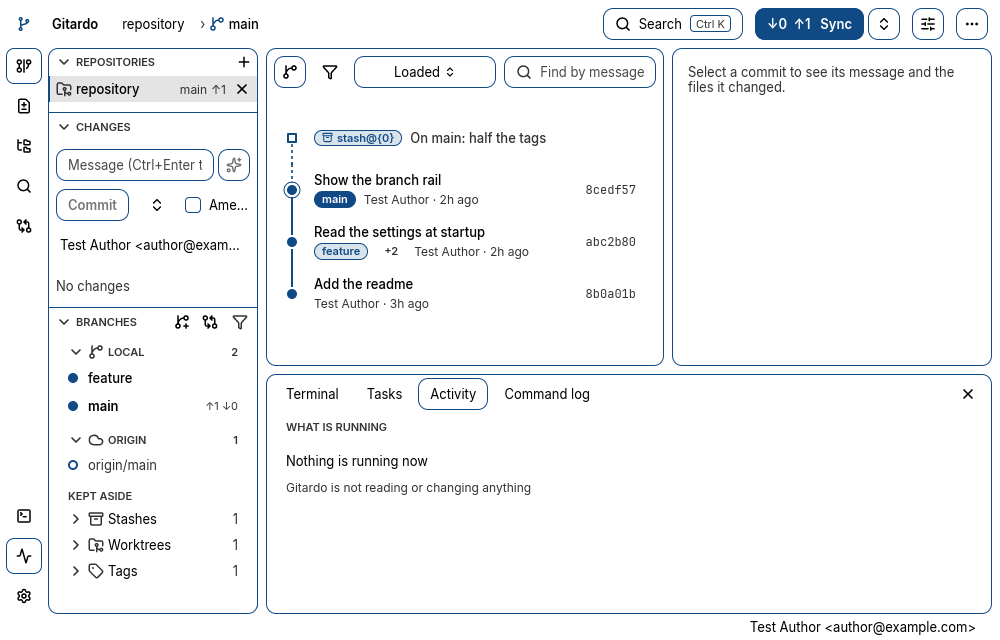 Gitardo repository › main Search Ctrl K ↓0 ↑1 Sync
REPOSITORIES
repository main ↑1
CHANGES
Message (Ctrl+Enter t
Commit Ame...
Test Author <author@exam...
No changes
BRANCHES
LOCAL 2
feature
main ↑1 ↓0
ORIGIN 1
origin/main
KEPT ASIDE
Stashes 1
Worktrees 1
Tags 1
Loaded Find by message
stash@{0} On main: half the tags
Show the branch rail
main Test Author · 2h ago 8cedf57
Read the settings at startup
feature +2 Test Author · 2h ago abc2b80
Add the readme
Test Author · 3h ago 8b0a01b
Select a commit to see its message and the
files it changed.
Terminal Tasks Activity Command log
WHAT IS RUNNING
Nothing is running now
Gitardo is not reading or changing anything
Test Author <author@example.com>